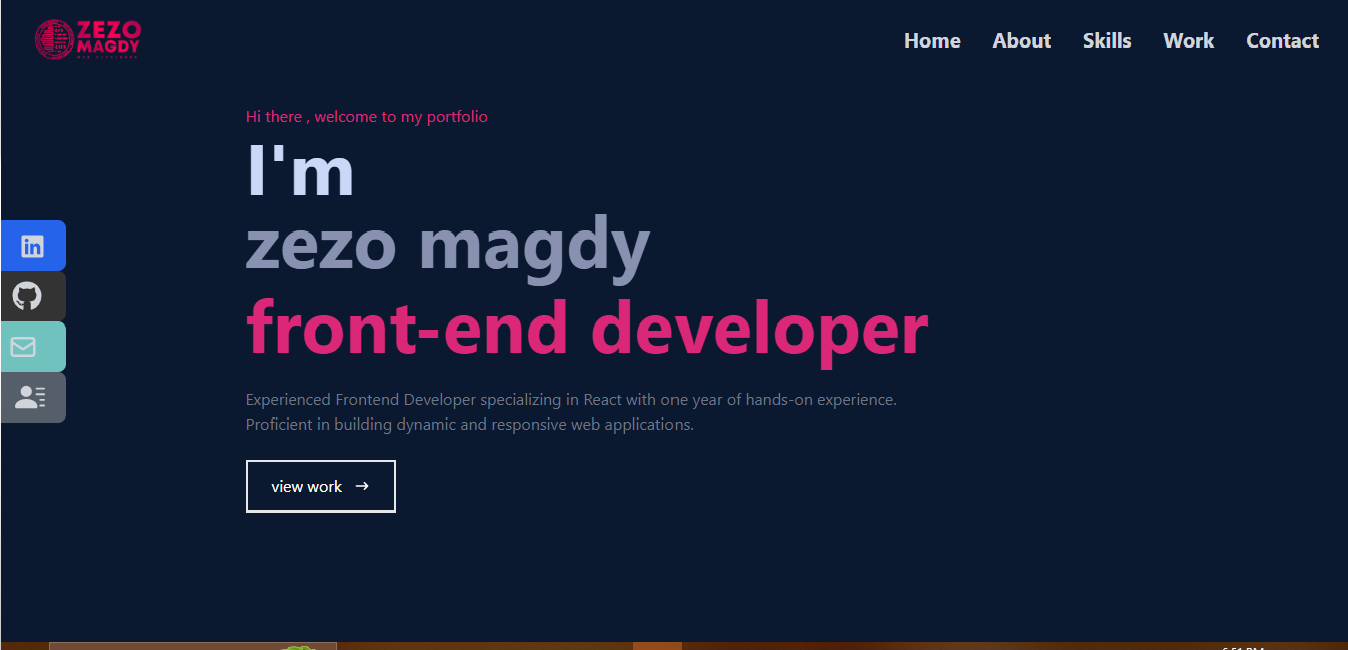 ZEZO
MAGDY
Home About Skills Work Contact
Hi there , welcome to my portfolio
I'm
zezo magdy
front-end developer
in
Experienced Frontend Developer specializing in React with one year of hands-on experience.
Proficient in building dynamic and responsive web applications.
view work →